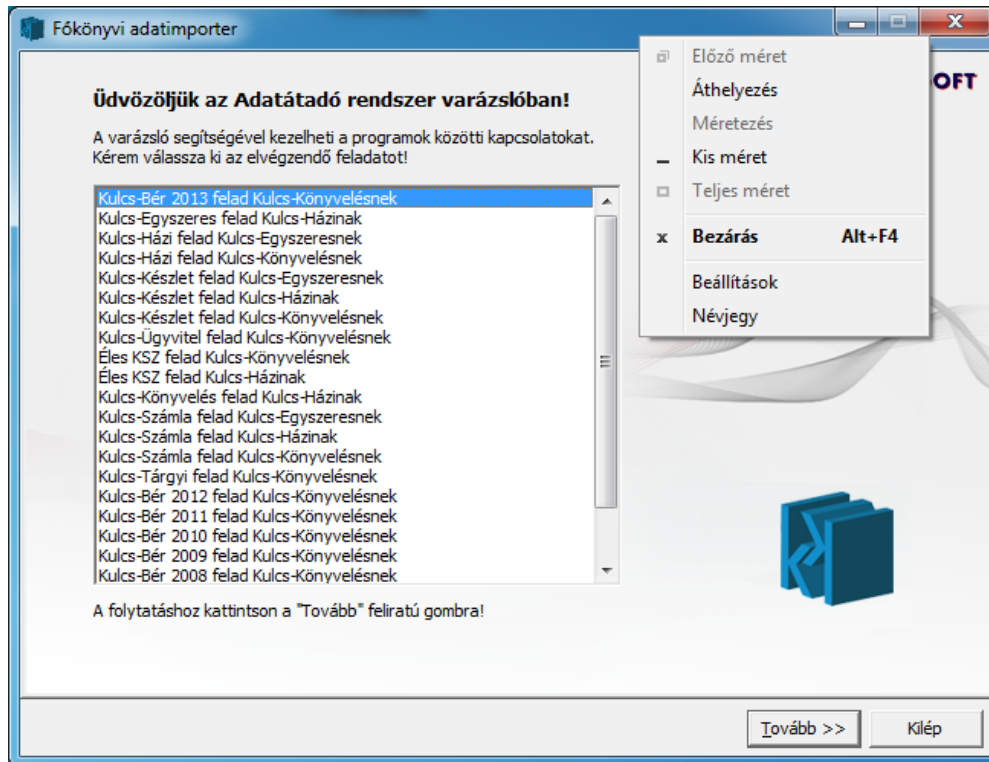 Főkönyvi adatimporter
Üdvözöljük az Adatátadó rendszer varázslóban!
A varázsló segítségével kezelheti a programok közötti kapcsolatokat.
Kérem válassza ki az elvégzendő feladatot!
Kulcs-Bér 2013 felad Kulcs-Könyvelésnek
Kulcs-Egyszeres felad Kulcs-Házinak
Kulcs-Házi felad Kulcs-Egyszeresnek
Kulcs-Házi felad Kulcs-Könyvelésnek
Kulcs-Készlet felad Kulcs-Egyszeresnek
Kulcs-Készlet felad Kulcs-Házinak
Kulcs-Készlet felad Kulcs-Könyvelésnek
Kulcs-Ügyvitel felad Kulcs-Könyvelésnek
Éles KSZ felad Kulcs-Könyvelésnek
Éles KSZ felad Kulcs-Házinak
Kulcs-Könyvelés felad Kulcs-Házinak
Kulcs-Számla felad Kulcs-Egyszeresnek
Kulcs-Számla felad Kulcs-Házinak
Kulcs-Számla felad Kulcs-Könyvelésnek
Kulcs-Tárgyi felad Kulcs-Könyvelésnek
Kulcs-Bér 2012 felad Kulcs-Könyvelésnek
Kulcs-Bér 2011 felad Kulcs-Könyvelésnek
Kulcs-Bér 2010 felad Kulcs-Könyvelésnek
Kulcs-Bér 2009 felad Kulcs-Könyvelésnek
Kulcs-Bér 2008 felad Kulcs-Könyvelésnek
A folytatáshoz kattintson a "Tovább" feliratú gombra!
OFT
Előző méret
Áthelyezés
Méretezés
Kis méret
Teljes méret
Bezárás Alt+F4
Beállítások
Névjegy
Tovább >>
Kilép